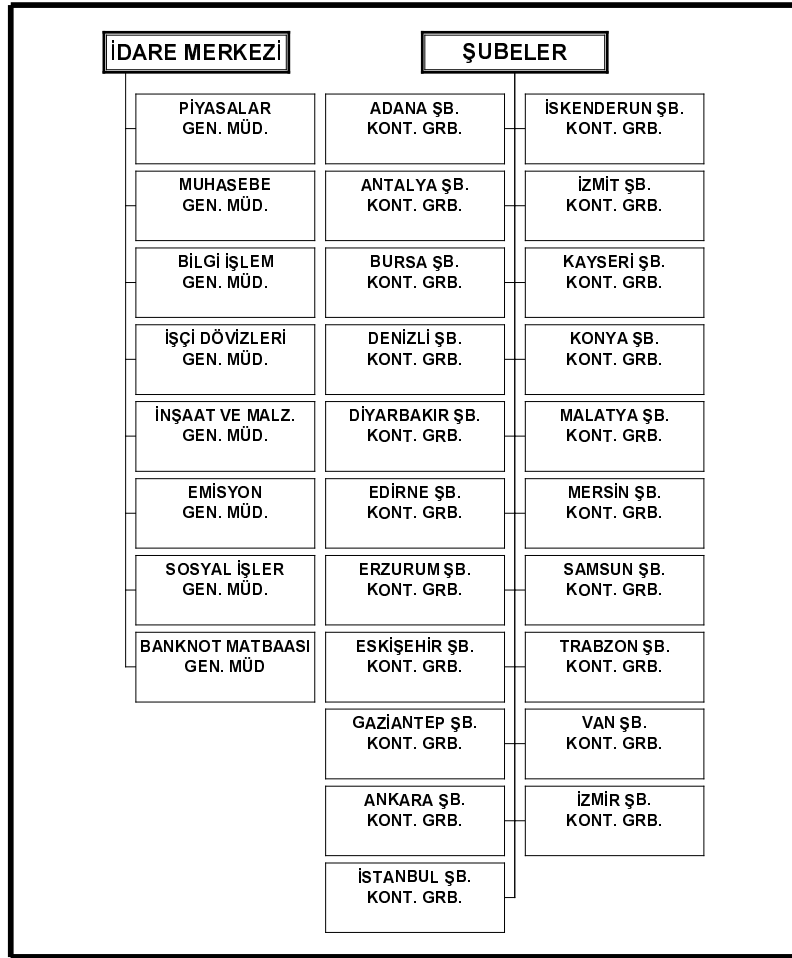 İDARE MERKEZİ
PİYASALAR
GEN. MÜD.
MUHASEBE
GEN. MÜD.
BİLGİ İŞLEM
GEN. MÜD.
İŞÇİ DÖVİZLERİ
GEN. MÜD.
İNŞAAT VE MALZ.
GEN. MÜD.
EMİSYON
GEN. MÜD.
SOSYAL İŞLER
GEN. MÜD.
BANKNOT MATBAASI
GEN. MÜD
ŞUBELER
ADANA ŞB.
KONT. GRB.
ANTALYA ŞB.
KONT. GRB.
BURSA ŞB.
KONT. GRB.
DENİZLİ ŞB.
KONT. GRB.
DİYARBAKIR ŞB.
KONT. GRB.
EDİRNE ŞB.
KONT. GRB.
ERZURUM ŞB.
KONT. GRB.
ESKİŞEHİR ŞB.
KONT. GRB.
GAZİANTEP ŞB.
KONT. GRB.
ANKARA ŞB.
KONT. GRB.
İSTANBUL ŞB.
KONT. GRB.
İSKENDERUN ŞB.
KONT. GRB.
İZMİT ŞB.
KONT. GRB.
KAYSERİ ŞB.
KONT. GRB.
KONYA ŞB.
KONT. GRB.
MALATYA ŞB.
KONT. GRB.
MERSİN ŞB.
KONT. GRB.
SAMSUN ŞB.
KONT. GRB.
TRABZON ŞB.
KONT. GRB.
VAN ŞB.
KONT. GRB.
İZMİR ŞB.
KONT. GRB.